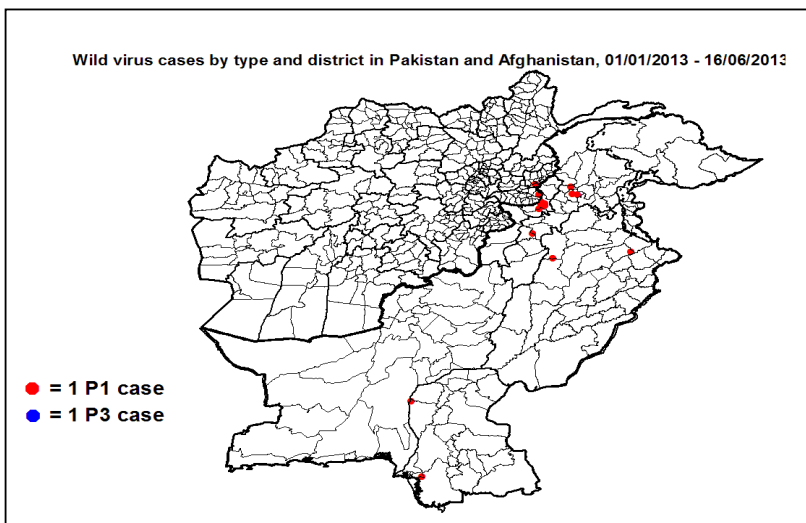 Wild virus cases by type and district in Pakistan and Afghanistan, 01/01/2013 - 16/06/2013
= 1 P1 case
= 1 P3 case